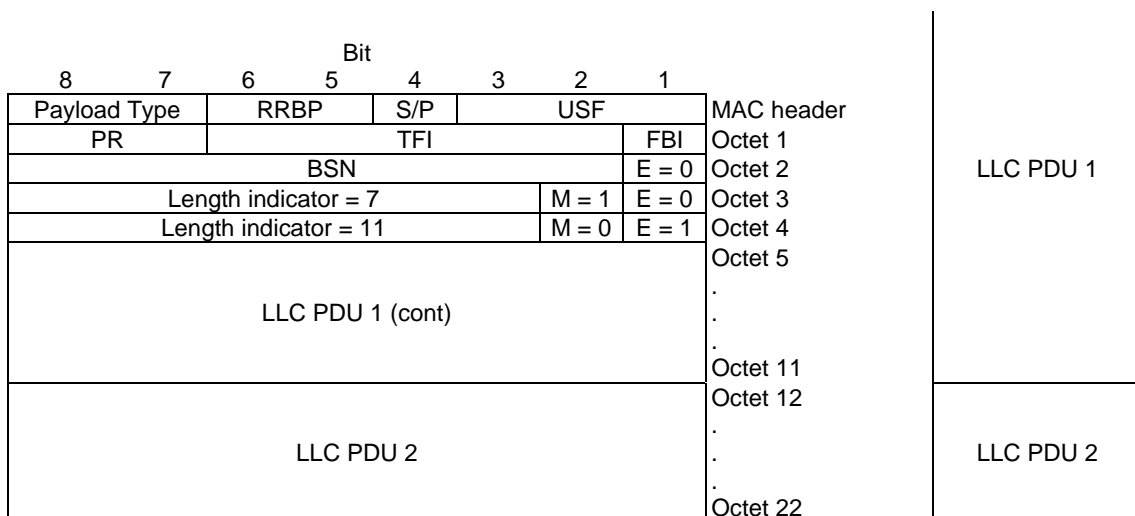 Bit
8 7 6 5 4 3 2 1
Payload Type RRBP S/P USF MAC header
PR TFI FBI Octet 1
BSN E = 0 Octet 2 LLC PDU 1
Length indicator = 7 M = 1 E = 0 Octet 3
Length indicator = 11 M = 0 E = 1 Octet 4
Octet 5
.
LLC PDU 1 (cont) .
.
Octet 11
Octet 12
.
LLC PDU 2 . LLC PDU 2
.
Octet 22